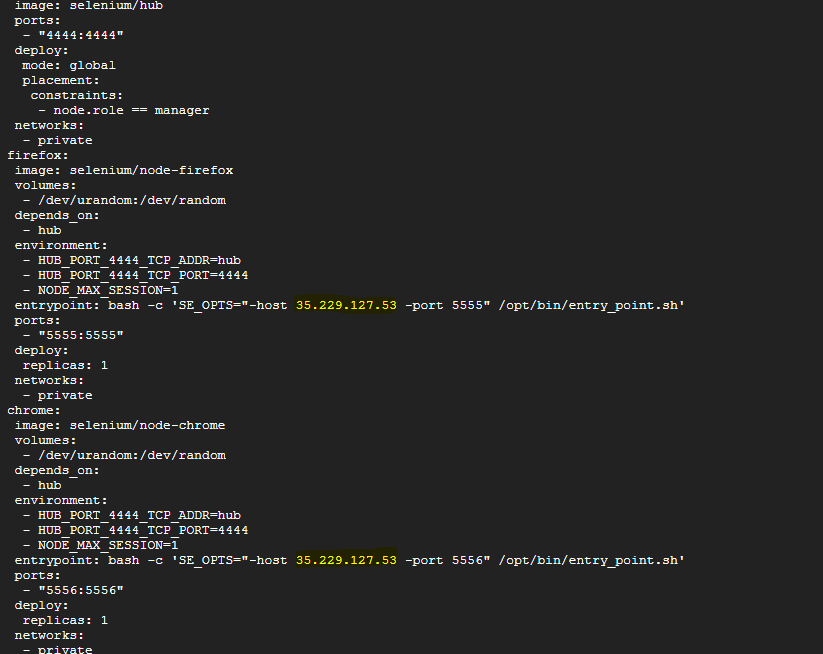 image: selenium/hub
ports:
- "4444:4444"
deploy:
mode: global
placement:
constraints:
- node.role == manager
networks:
- private
firefox:
image: selenium/node-firefox
volumes:
- /dev/urandom:/dev/random
depends_on:
- hub
environment:
- HUB_PORT_4444_TCP_ADDR=hub
- HUB_PORT_4444_TCP_PORT=4444
- NODE_MAX_SESSION=1
entrypoint: bash -c 'SE_OPTS="-host 35.229.127.53 -port 5555" /opt/bin/entry_point.sh'
ports:
- "5555:5555"
deploy:
replicas: 1
networks:
- private
chrome:
image: selenium/node-chrome
volumes:
- /dev/urandom:/dev/random
depends_on:
- hub
environment:
- HUB_PORT_4444_TCP_ADDR=hub
- HUB_PORT_4444_TCP_PORT=4444
- NODE_MAX_SESSION=1
entrypoint: bash -c 'SE_OPTS="-host 35.229.127.53 -port 5556" /opt/bin/entry_point.sh'
ports:
- "5556:5556"
deploy:
replicas: 1
networks:
- private